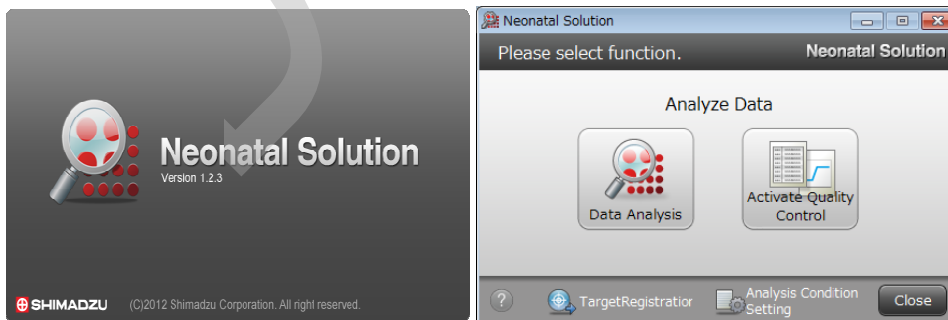 Neonatal Solution
Version 1.2.3
SHIMADZU
(C)2012 Shimadzu Corporation. All right reserved.
Neonatal Solution
Please select function.
Neonatal Solution
Analyze Data
Data Analysis
Activate Quality
Control
?
TargetRegistratior
Analysis Condition
Setting
Close